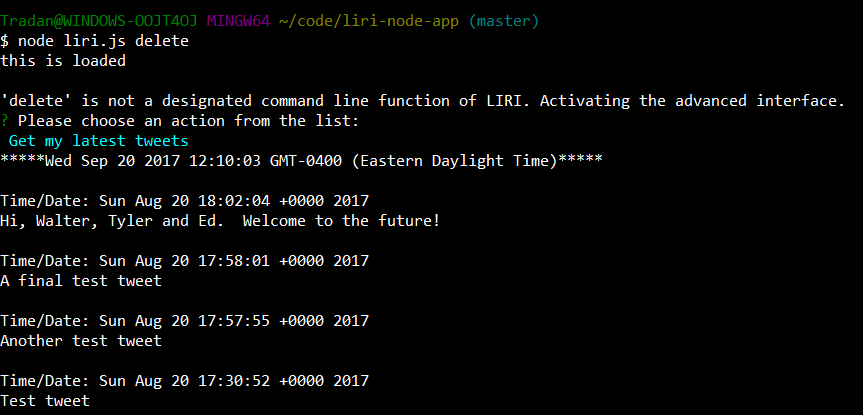 Tradan@WINDOWS-OOJT4OJ MINGW64 ~/code/liri-node-app (master)
$ node liri.js delete
this is loaded
'delete' is not a designated command line function of LIRI. Activating the advanced interface.
? Please choose an action from the list:
Get my latest tweets
*****Wed Sep 20 2017 12:10:03 GMT-0400 (Eastern Daylight Time)*****
Time/Date: Sun Aug 20 18:02:04 +0000 2017
Hi, Walter, Tyler and Ed.  Welcome to the future!
Time/Date: Sun Aug 20 17:58:01 +0000 2017
A final test tweet
Time/Date: Sun Aug 20 17:57:55 +0000 2017
Another test tweet
Time/Date: Sun Aug 20 17:30:52 +0000 2017
Test tweet